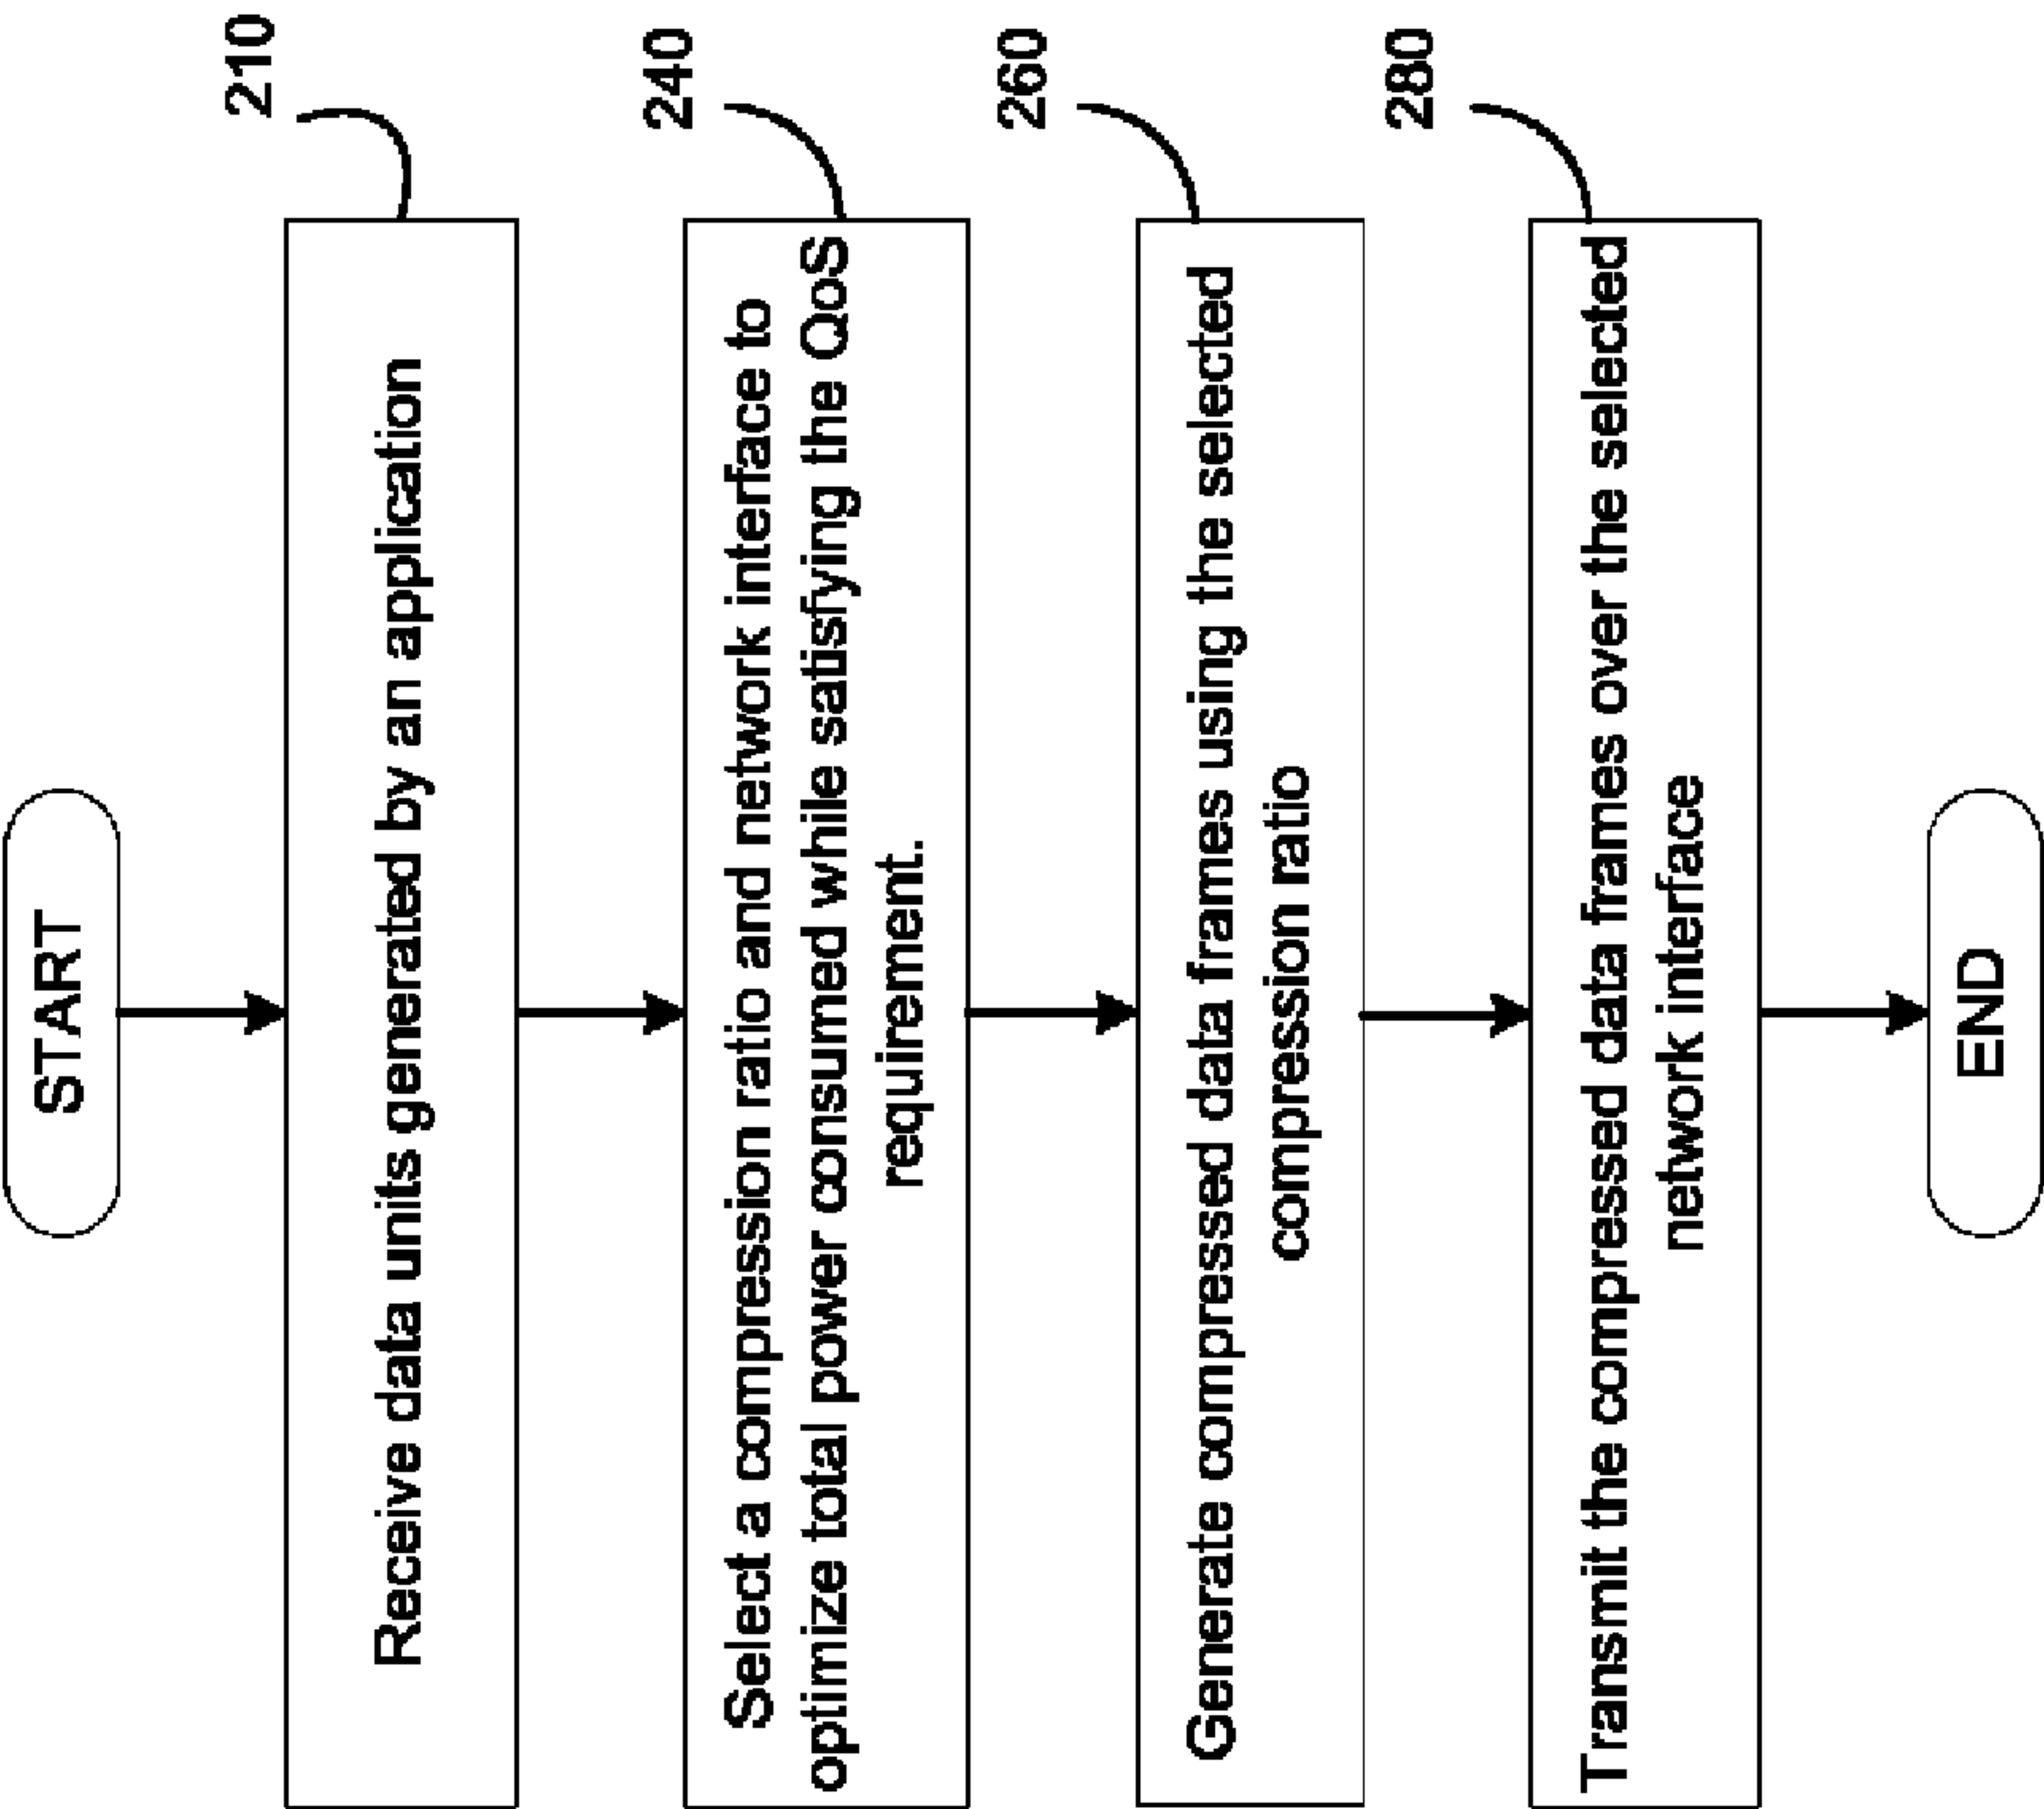 START
210
Receive data units generated by an application
240
Select a compression ratio and network interface to
optimize total power consumed while satisfying the QoS
requirement.
260
Generate compressed data frames using the selected
compression ratio
280
Transmit the compressed data frames over the selected
network interface
END